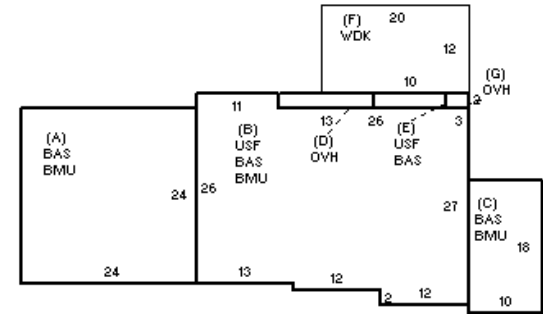 (F)
WDK
20
12
10
(G)
OVH
2
11
13
26
3
(A)
BAS
BMU
(B)
USF
BAS
BMU
(D)
OVH
(E)
USF
BAS
24
26
27
(C)
BAS
BMU
18
24
13
12
2
12
10